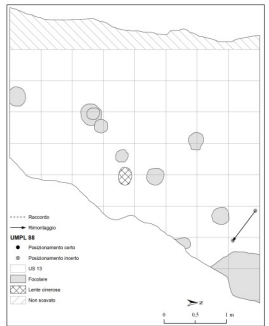 Raccordo
Rimontaggio
UMPL 88
Posizionamento certo
Posizionamento incerto
US 13
Focolare
Lente cinerosa
Non scavato
N
0 0,5 1 m